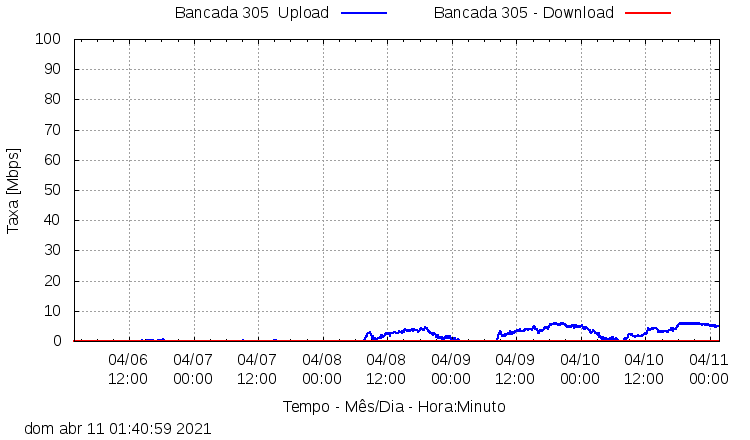 Bancada 305  Upload    Bancada 305 - Download
100
90
80
70
60
50
40
30
20
10
0
Taxa [Mbps]
04/06 04/07 04/07 04/08 04/08 04/09 04/09 04/10 04/10 04/11
12:00 00:00 12:00 00:00 12:00 00:00 12:00 00:00 12:00 00:00
Tempo - Mês/Dia - Hora:Minuto
dom abr 11 01:40:59 2021